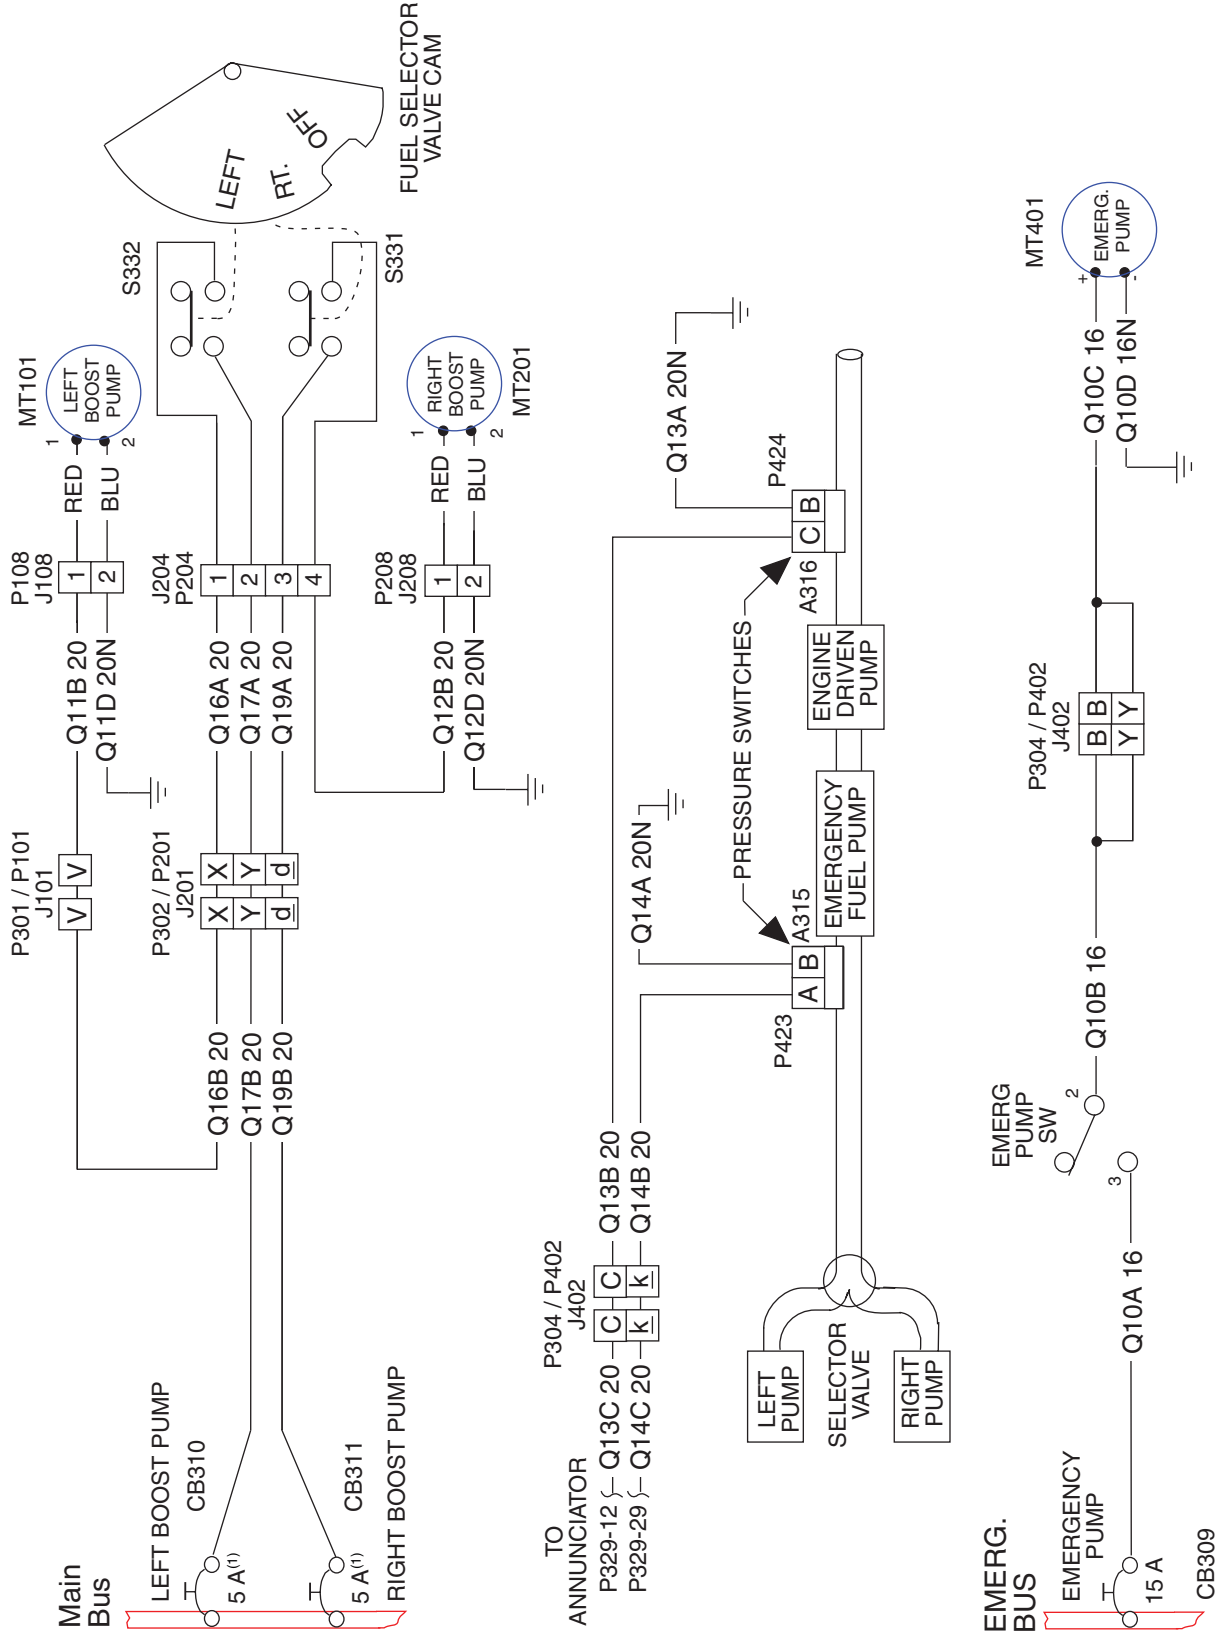 Main
Bus
LEFT BOOST PUMP
CB310
5 A(1)
5 A(1)
CB311
RIGHT BOOST PUMP
P301 / P101
J101
V V
Q11B 20
Q11D 20N
P108
J108
1
2
RED
BLU
1
2
MT101
LEFT
BOOST
PUMP
Q16B 20
Q17B 20
Q19B 20
P302 / P201
J201
X X
Y Y
d d
Q16A 20
Q17A 20
Q19A 20
J204
P204
1
2
3
4
S332
S331
LEFT
RT.
OFF
FUEL SELECTOR
VALVE CAM
Q12B 20
Q12D 20N
P208
J208
1
2
RED
BLU
1
2
RIGHT
BOOST
PUMP
MT201
TO
ANNUNCIATOR
P329-12
P329-29
Q13C 20
Q14C 20
P304 / P402
J402
C C
k k
Q13B 20
Q14B 20
Q14A 20N
Q13A 20N
PRESSURE SWITCHES
P423
A B
A315
A316
C B
P424
LEFT
PUMP
SELECTOR
VALVE
RIGHT
PUMP
EMERGENCY
FUEL PUMP
ENGINE
DRIVEN
PUMP
EMERG.
BUS
EMERGENCY
PUMP
15 A
CB309
Q10A 16
EMERG
PUMP
SW
3
2
Q10B 16
P304 / P402
J402
B B
Y Y
Q10C 16
Q10D 16N
+
-
MT401
EMERG.
PUMP